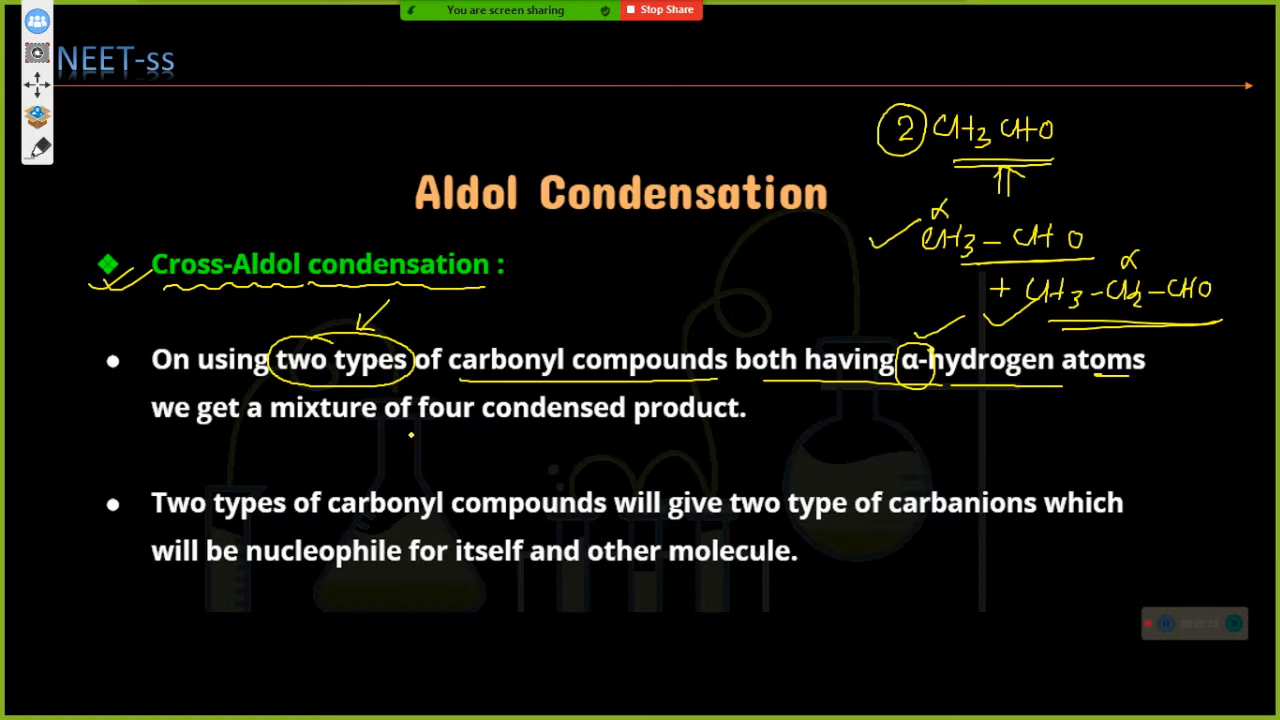 You are screen sharing
Stop Share
NEET-ss
2 CH3 CHO
Aldol Condensation
α
CH3 - CHO
Cross-Aldol condensation :
α
+ CH3 - CH2 - CHO
On using two types of carbonyl compounds both having α-hydrogen atoms
we get a mixture of four condensed product.
Two types of carbonyl compounds will give two type of carbanions which
will be nucleophile for itself and other molecule.